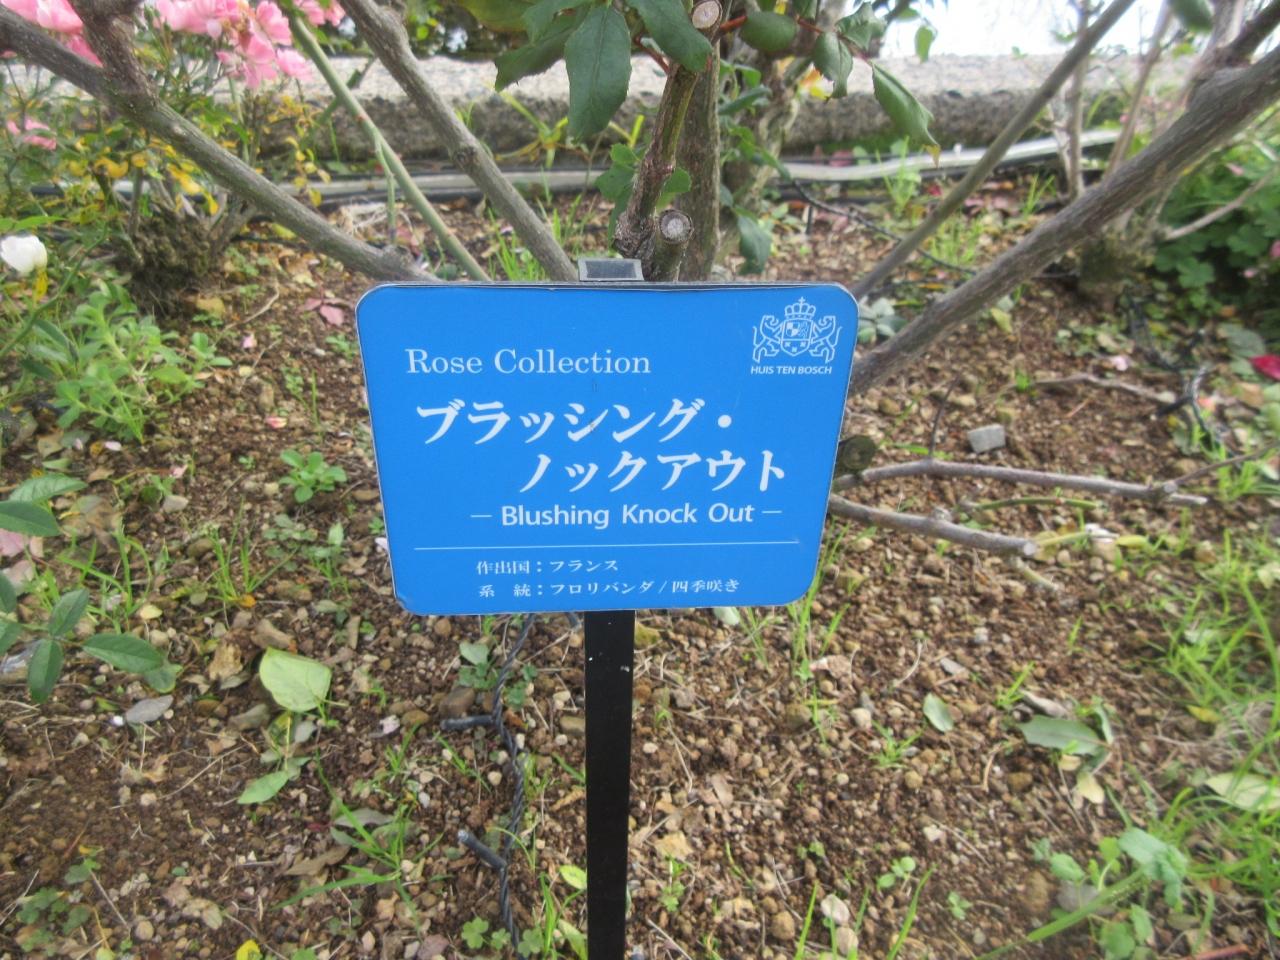 HUIS TEN BOSCH
Rose Collection
ブラッシング・
ノックアウト
— Blushing Knock Out —
作出国：フランス
系　統：フロリバンダ / 四季咲き